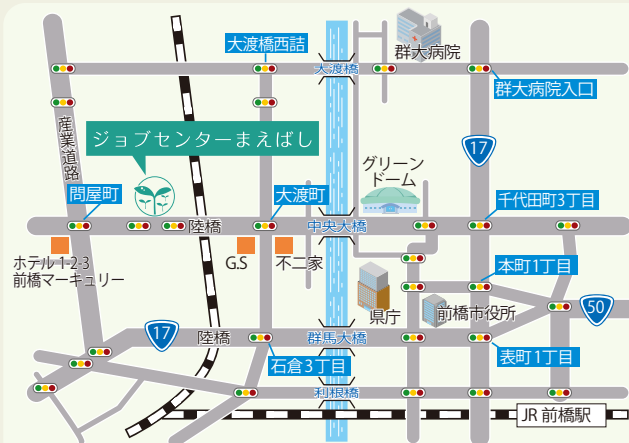 大渡橋西詰
群大病院
大渡橋
群大病院入口
産業道路
ジョブセンターまえばし
17
グリーン
ドーム
問屋町
大渡町
千代田町3丁目
陸橋
中央大橋
ホテル1-2-3
前橋マーキュリー
G.S
不二家
本町1丁目
県庁
前橋市役所
50
17
陸橋
群馬大橋
石倉3丁目
表町1丁目
利根橋
JR前橋駅